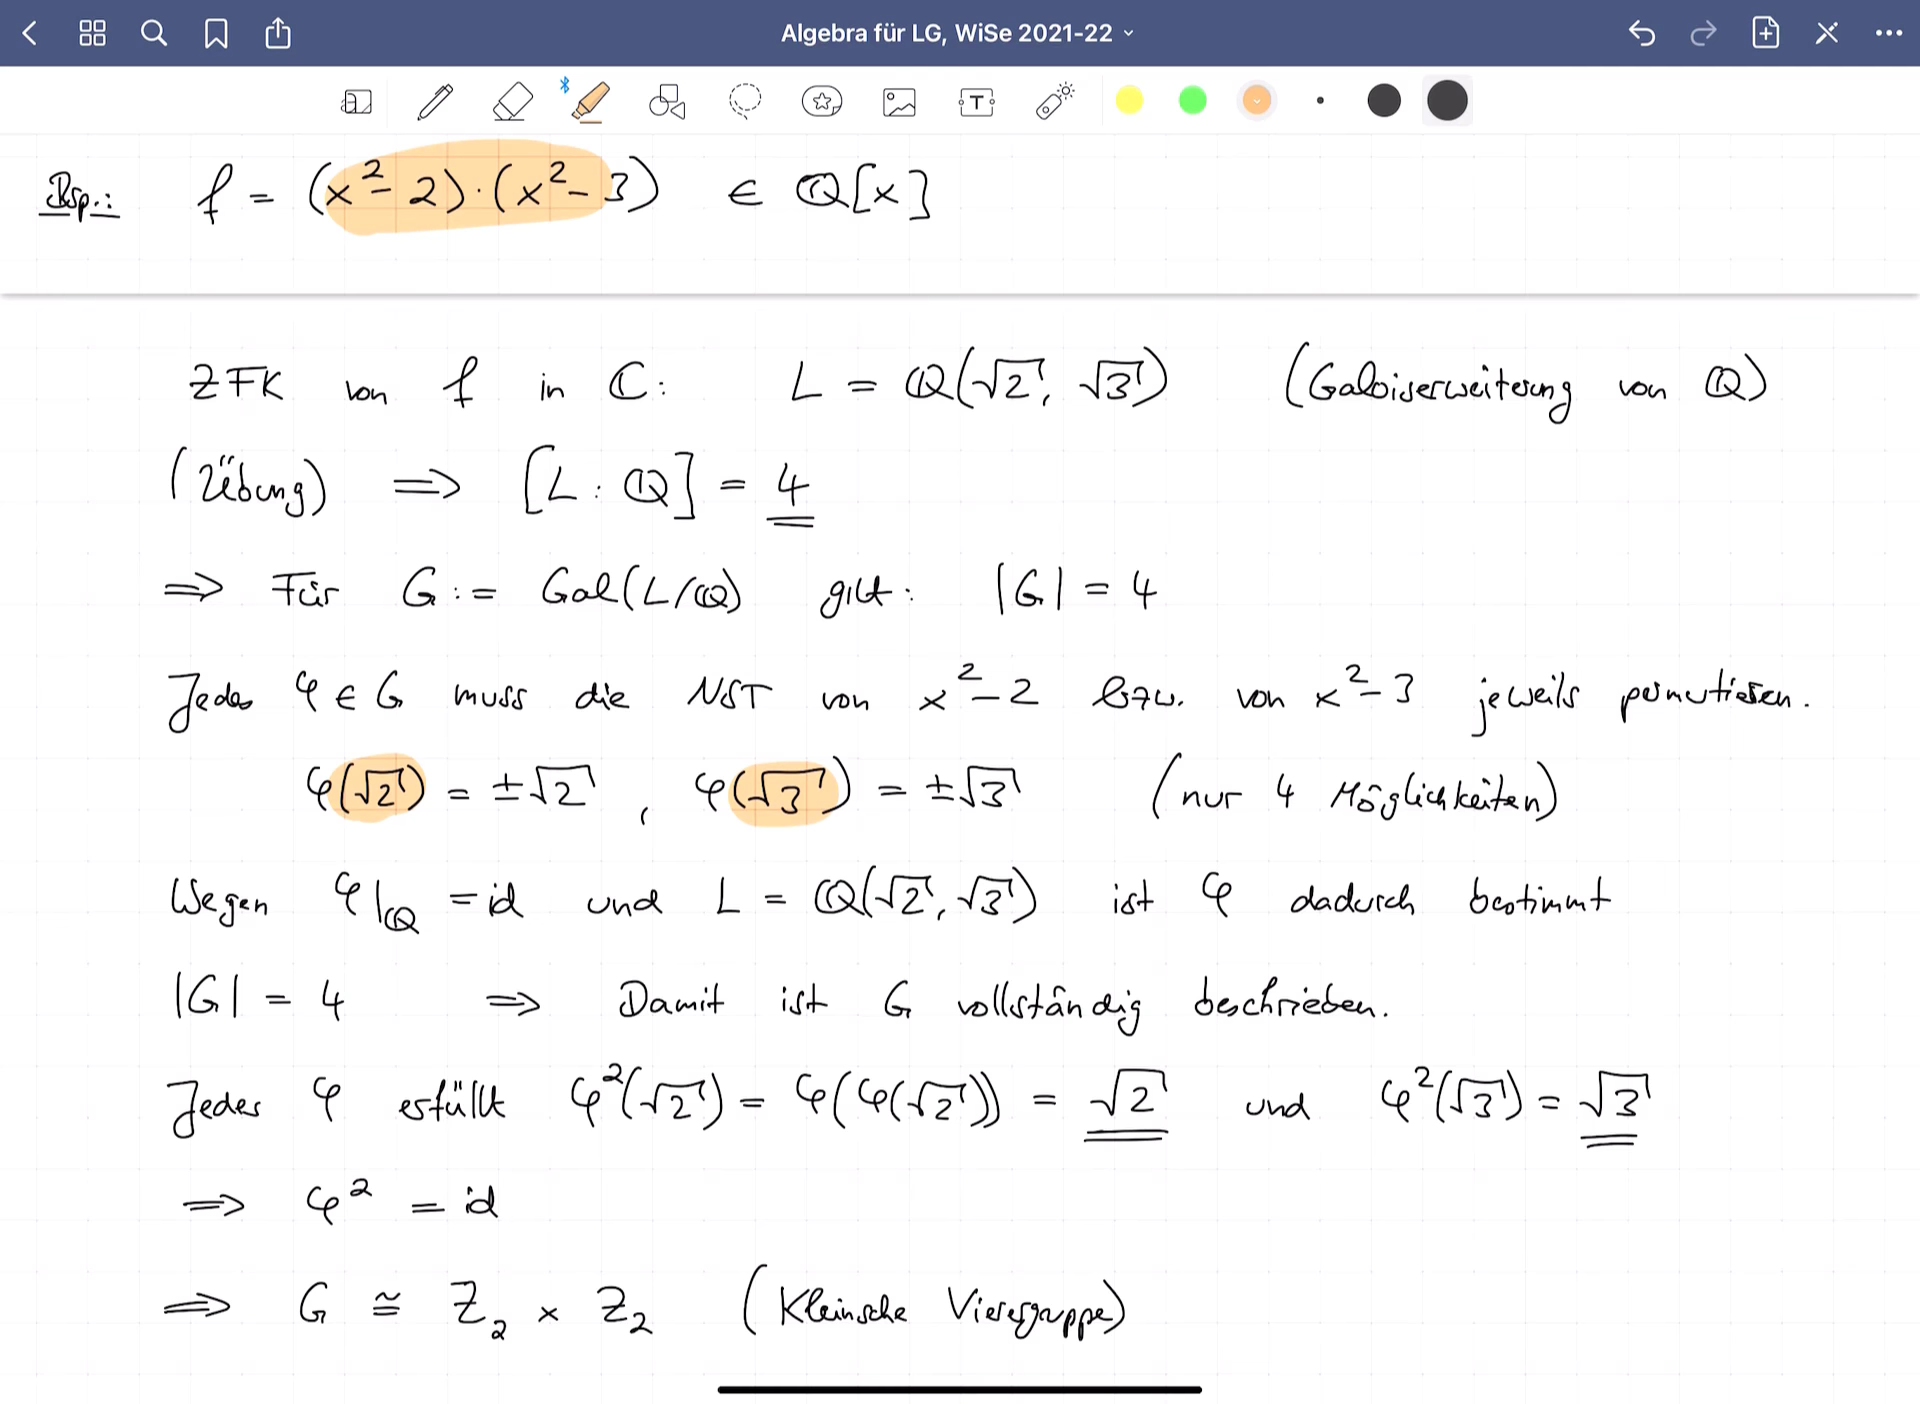 Algebra für LG, WiSe 2021-22
Bsp.: f = (x² - 2) · (x² - 3) ∈ ℚ[x]
ZFK von f in ℂ: L = ℚ(√2, √3) (Galoiserweiterung von ℚ)
(Übung) ⟹ [L : ℚ] = 4
⟹ Für G := Gal(L/ℚ) gilt: |G| = 4
Jedes φ ∈ G muss die NST von x² - 2 bzw. von x² - 3 jeweils permutieren.
φ(√2) = ±√2, φ(√3) = ±√3 (nur 4 Möglichkeiten)
Wegen φ|ℚ = id und L = ℚ(√2, √3) ist φ dadurch bestimmt
|G| = 4 ⟹ Damit ist G vollständig beschrieben.
Jedes φ erfüllt φ²(√2) = φ(φ(√2)) = √2 und φ²(√3) = √3
⟹ φ² = id
⟹ G ≅ Z₂ × Z₂ (Kleinsche Vierergruppe)